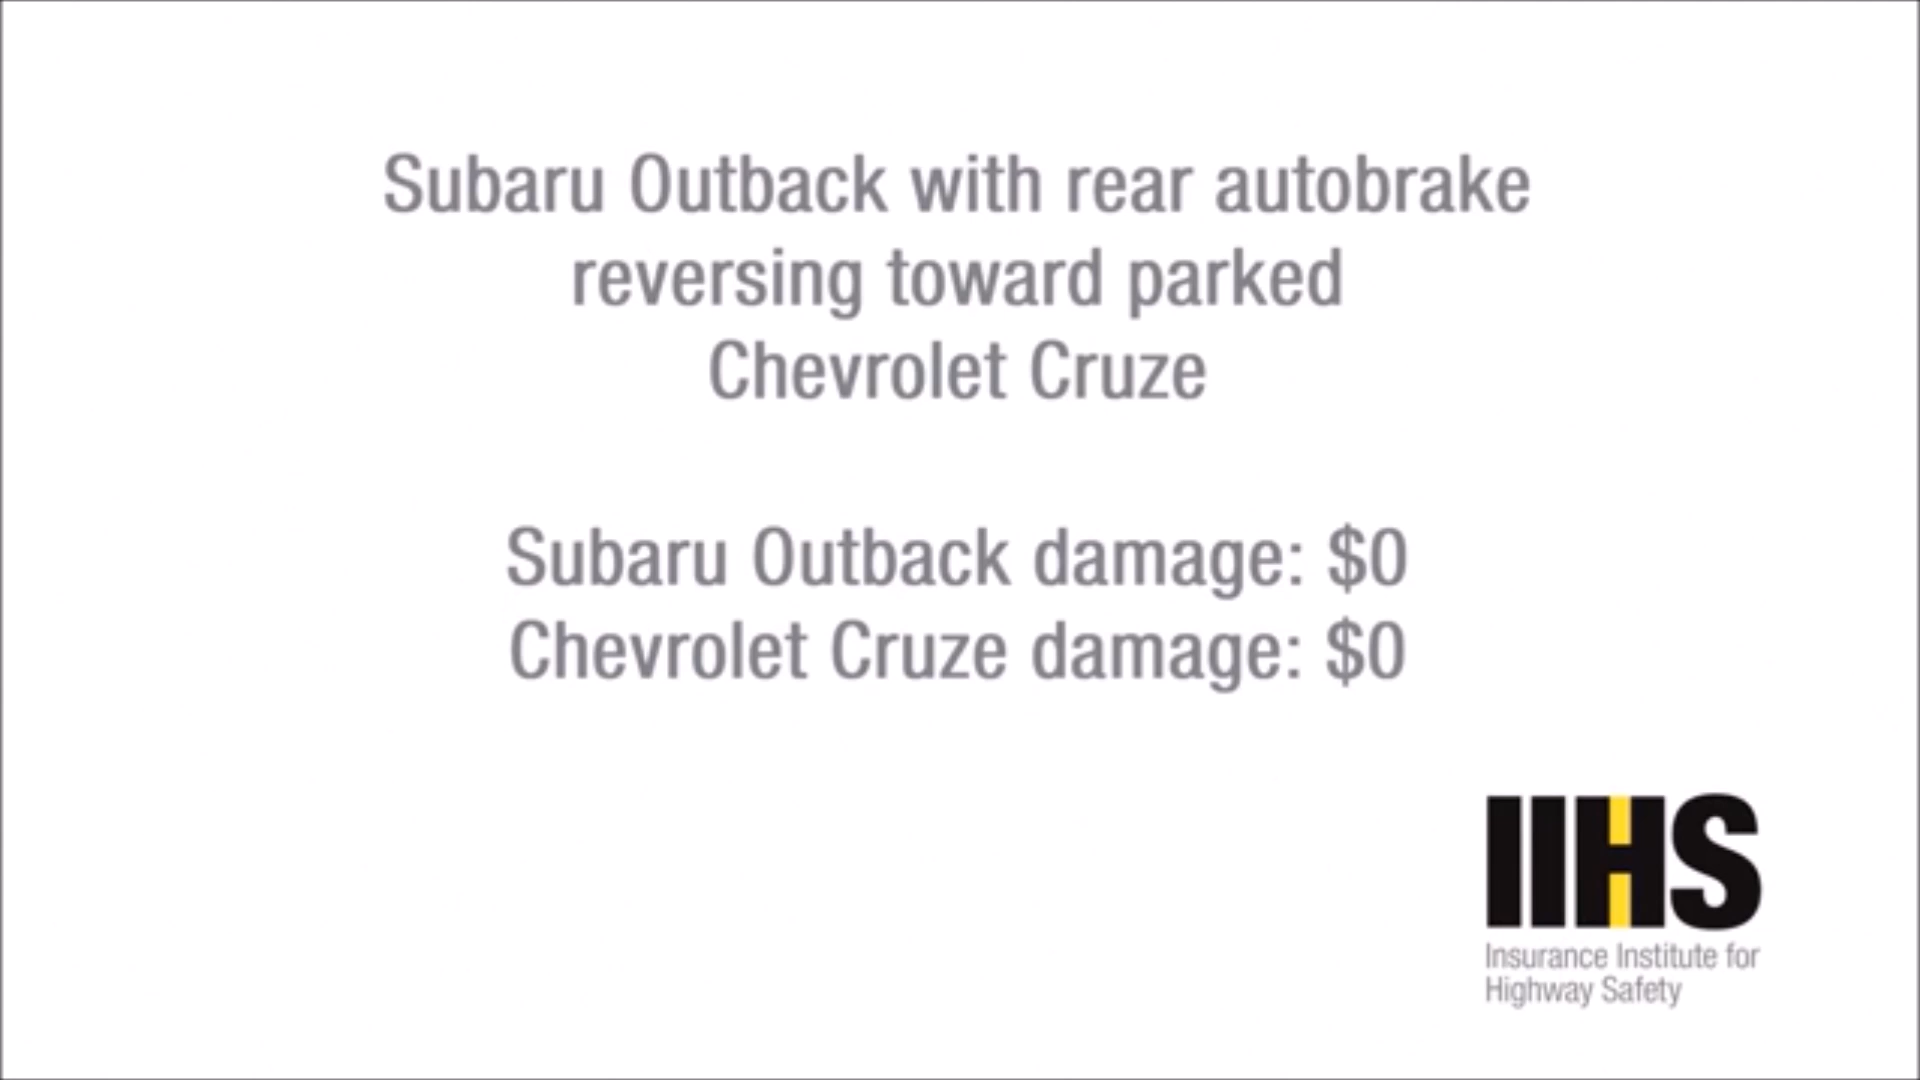 Subaru Outback with rear autobrake
reversing toward parked
Chevrolet Cruze
Subaru Outback damage: $0
Chevrolet Cruze damage: $0
IIHS
Insurance Institute for
Highway Safety